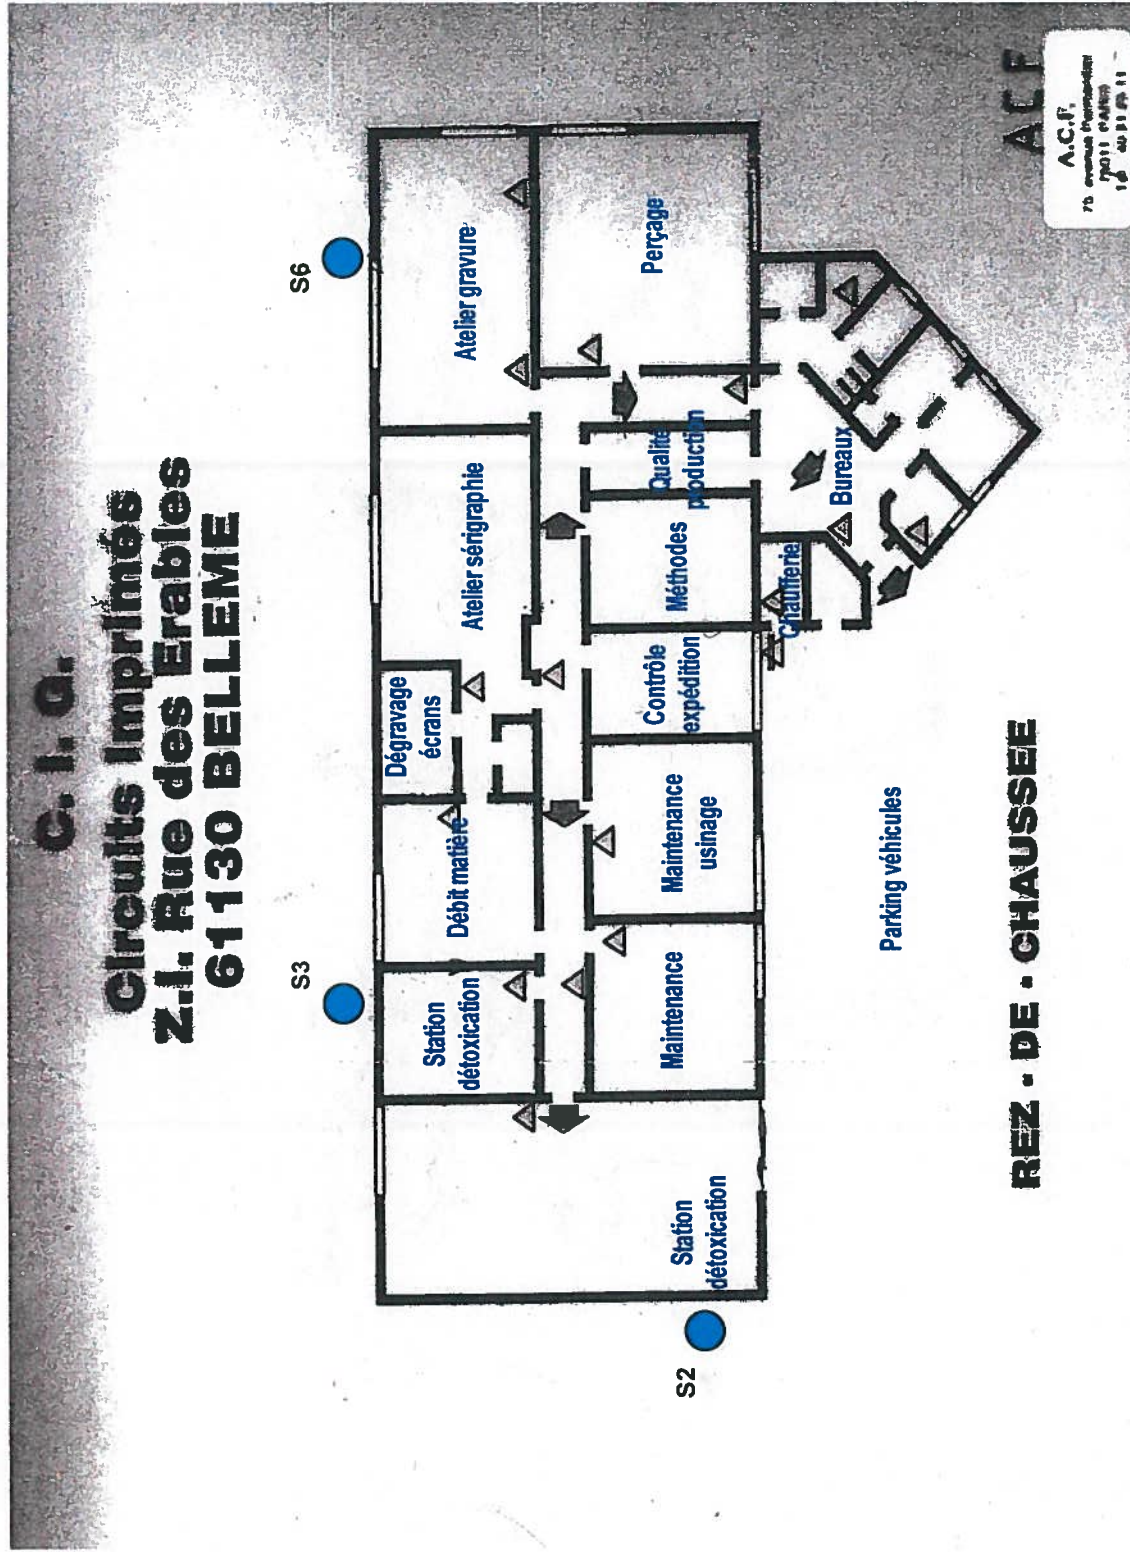 C. I. G.
Circuits Imprimés
Z.I. Rue des Erables
61130 BELLEME
S3
S6
Station
détoxication
Débit matière
Dégravage
écrans
Atelier sérigraphie
Atelier gravure
Station
détoxication
Maintenance
Maintenance
usinage
Contrôle
expédition
Méthodes
Qualité
production
Perçage
S2
Chaufferie
Bureaux
Parking véhicules
REZ - DE - CHAUSSEE
ACF
A.C.F.